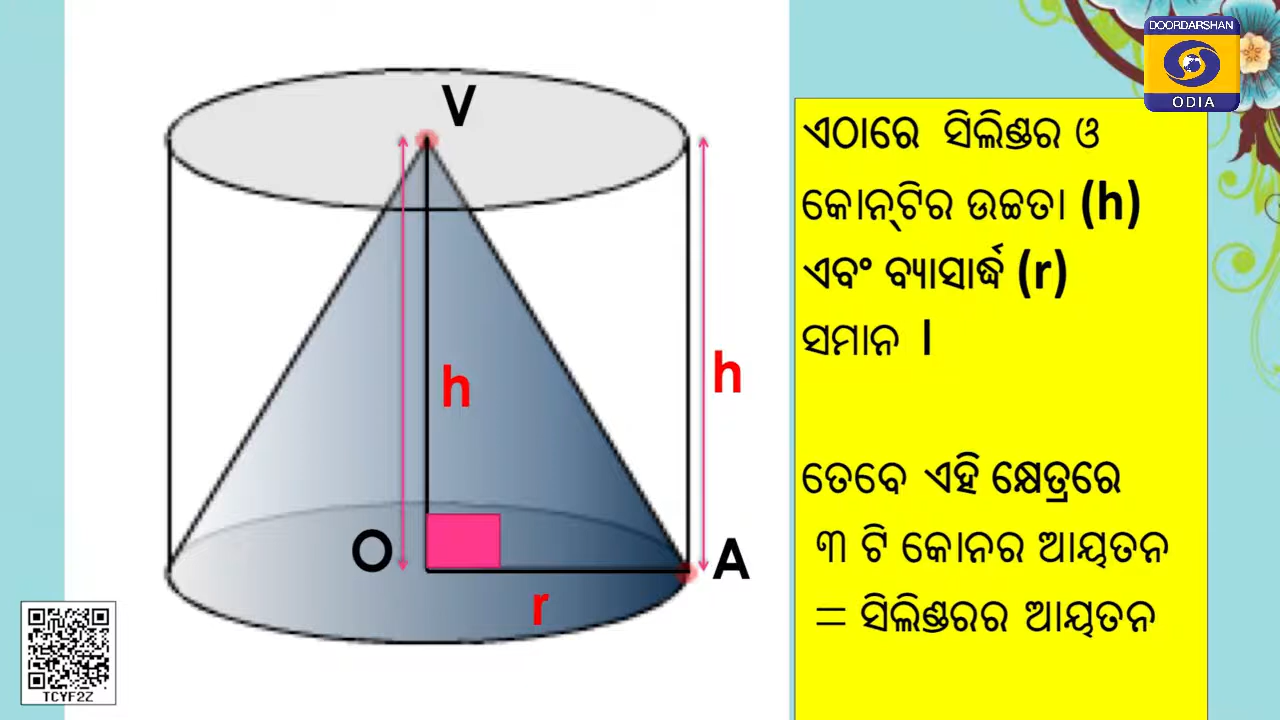 DOORDARSHAN
ODIA
V
h
h
O
A
r
ଏଠାରେ ସିଲିଣ୍ଡର ଓ
କୋନ୍‌ଟିର ଉଚ୍ଚତା (h)
ଏବଂ ବ୍ୟାସାର୍ଦ୍ଧ (r)
ସମାନ ।
ତେବେ ଏହି କ୍ଷେତ୍ରରେ
୩ ଟି କୋନର ଆୟତନ
= ସିଲିଣ୍ଡରର ଆୟତନ
TCYF2Z